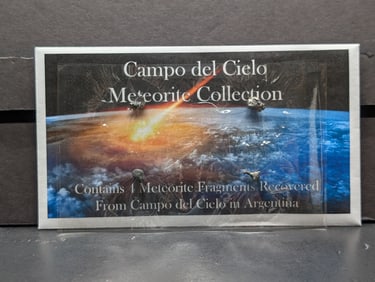 Campo del Cielo
Meteorite Collection
Contains 4 Meteorite Fragments Recovered
From Campo del Cielo in Argentina